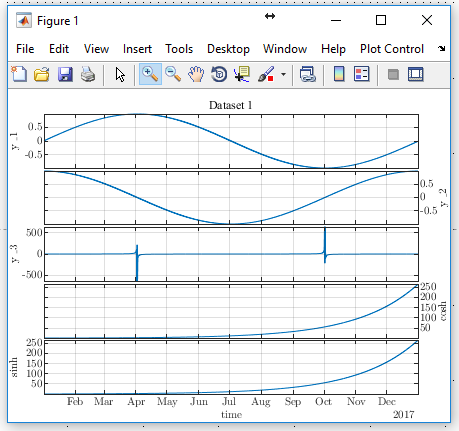 Figure 1
File Edit View Insert Tools Desktop Window Help Plot Control
Dataset 1
0.5
0
-0.5
y_1
0.5
0
-0.5
y_2
500
0
-500
y_3
250
200
150
100
50
cosh
250
200
150
100
50
sinh
Feb Mar Apr May Jun Jul Aug Sep Oct Nov Dec
time
2017